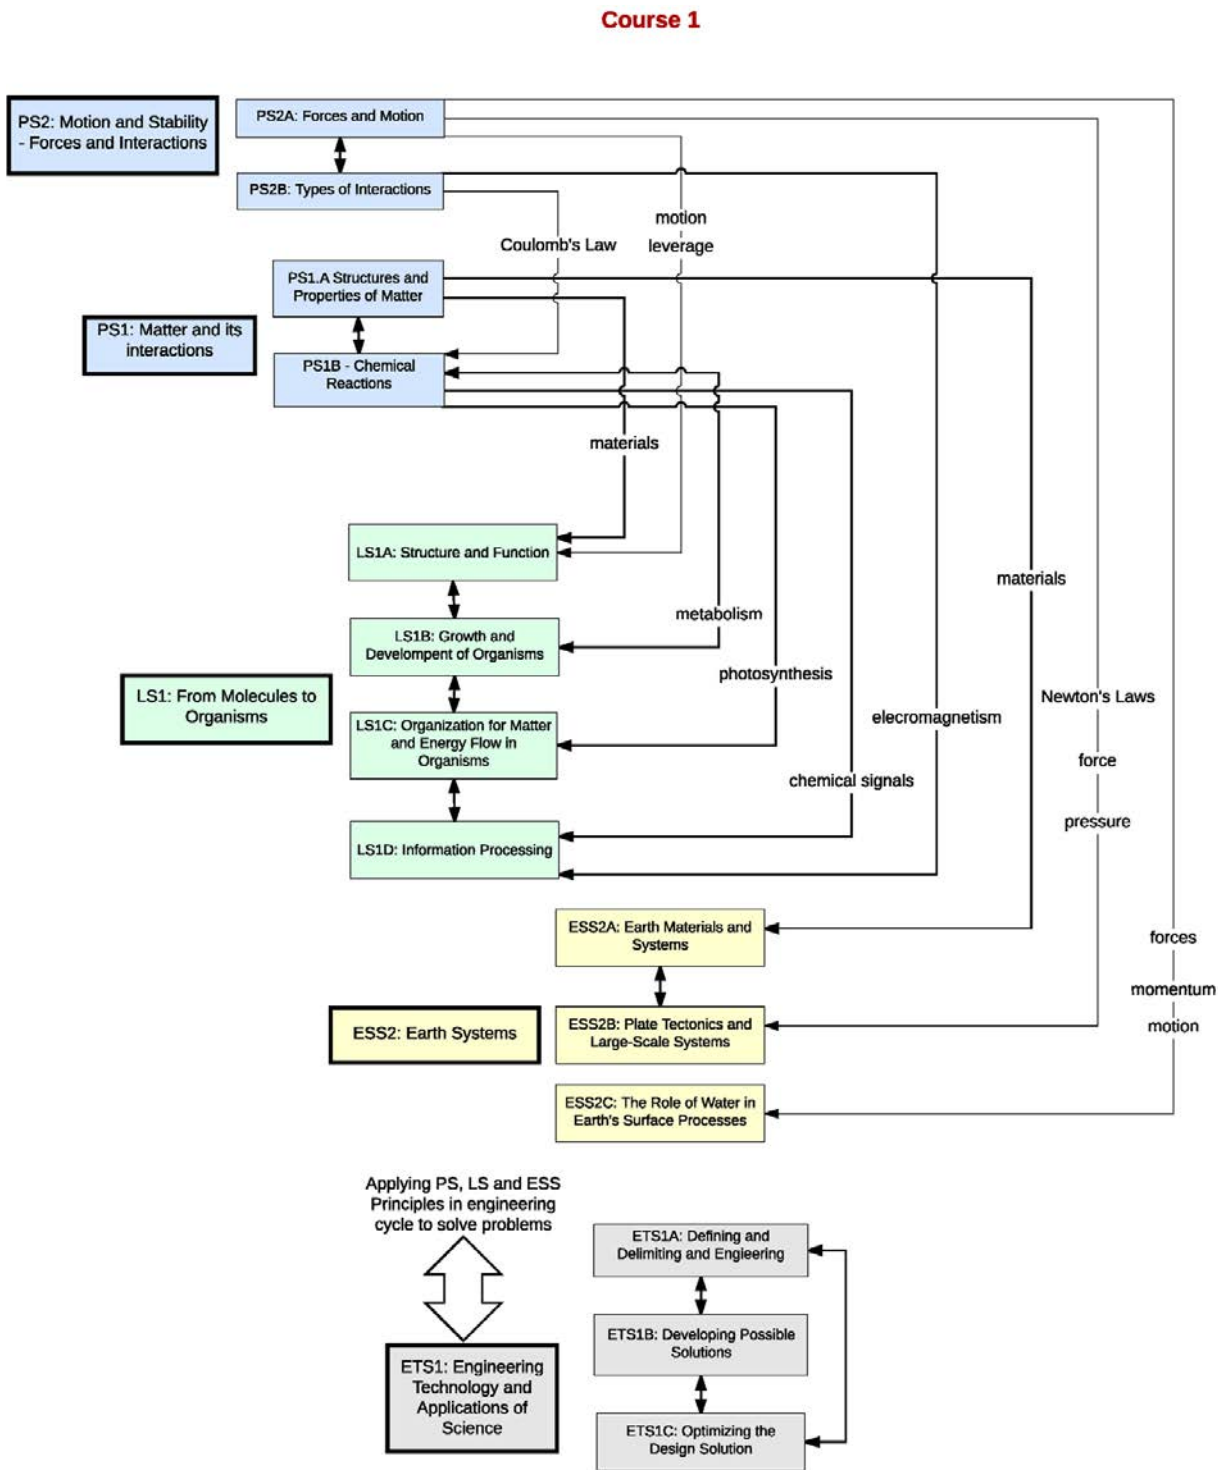 Course 1
PS2: Motion and Stability
- Forces and Interactions
PS2A: Forces and Motion
PS2B: Types of Interactions
motion
leverage
Coulomb's Law
PS1.A Structures and
Properties of Matter
PS1: Matter and its
interactions
PS1B - Chemical
Reactions
materials
LS1A: Structure and Function
materials
metabolism
LS1B: Growth and
Develompent of Organisms
photosynthesis
LS1: From Molecules to
Organisms
LS1C: Organization for Matter
and Energy Flow in
Organisms
Newton's Laws
elecromagnetism
force
chemical signals
pressure
LS1D: Information Processing
ESS2A: Earth Materials and
Systems
forces
momentum
motion
ESS2: Earth Systems
ESS2B: Plate Tectonics and
Large-Scale Systems
ESS2C: The Role of Water in
Earth's Surface Processes
Applying PS, LS and ESS
Principles in engineering
cycle to solve problems
ETS1A: Defining and
Delimiting and Engieering
ETS1B: Developing Possible
Solutions
ETS1: Engineering
Technology and
Applications of
Science
ETS1C: Optimizing the
Design Solution